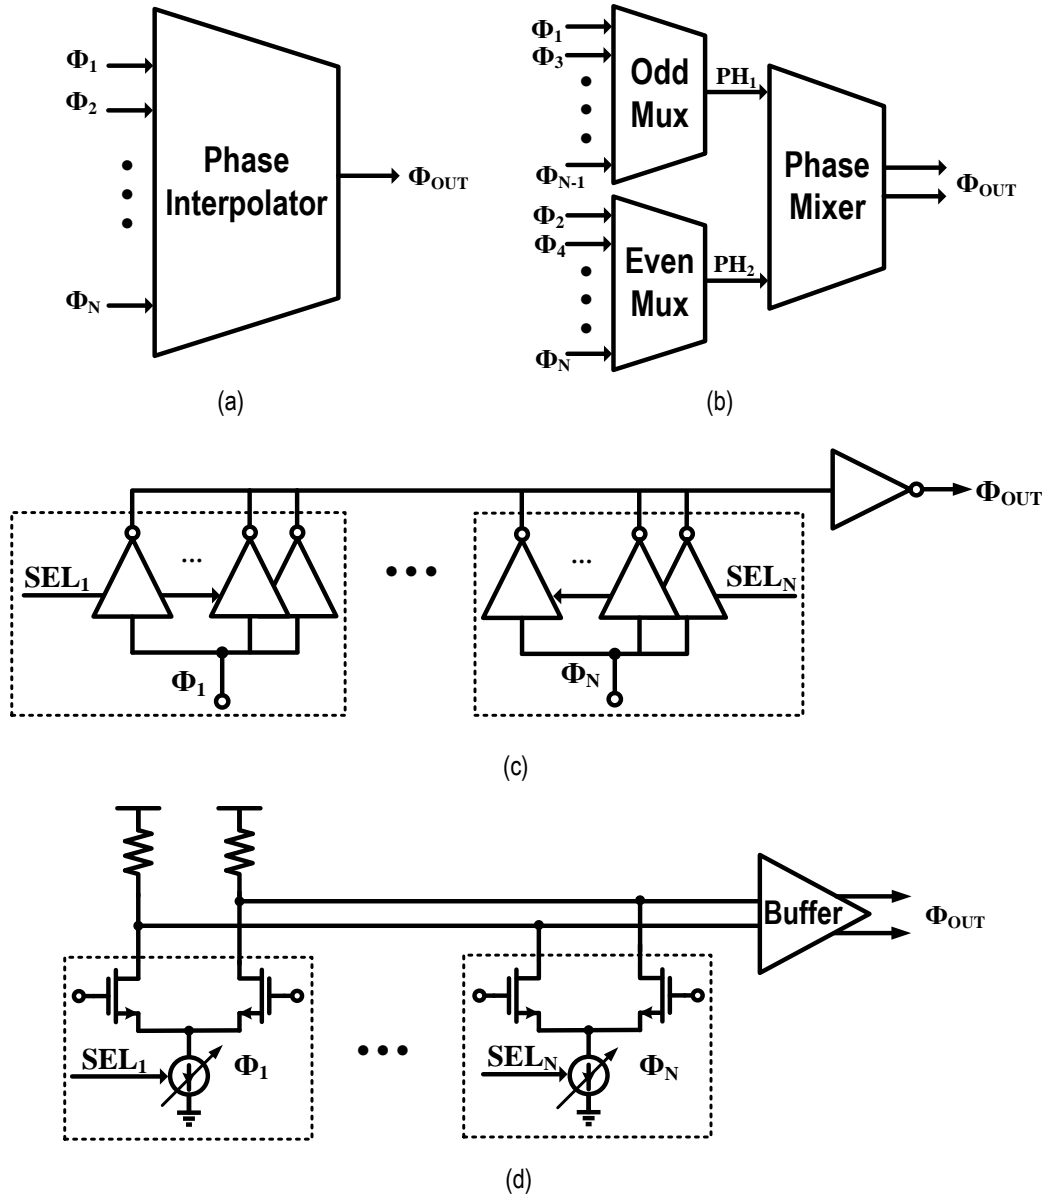 Φ1
Φ2
ΦN
Phase
Interpolator
ΦOUT
(a)
Φ1
Φ3
ΦN-1
Odd
Mux
PH1
Φ2
Φ4
ΦN
Even
Mux
PH2
Phase
Mixer
ΦOUT
(b)
SEL1
...
Φ1
...
SELN
ΦN
ΦOUT
(c)
SEL1
Φ1
SELN
ΦN
Buffer
ΦOUT
(d)